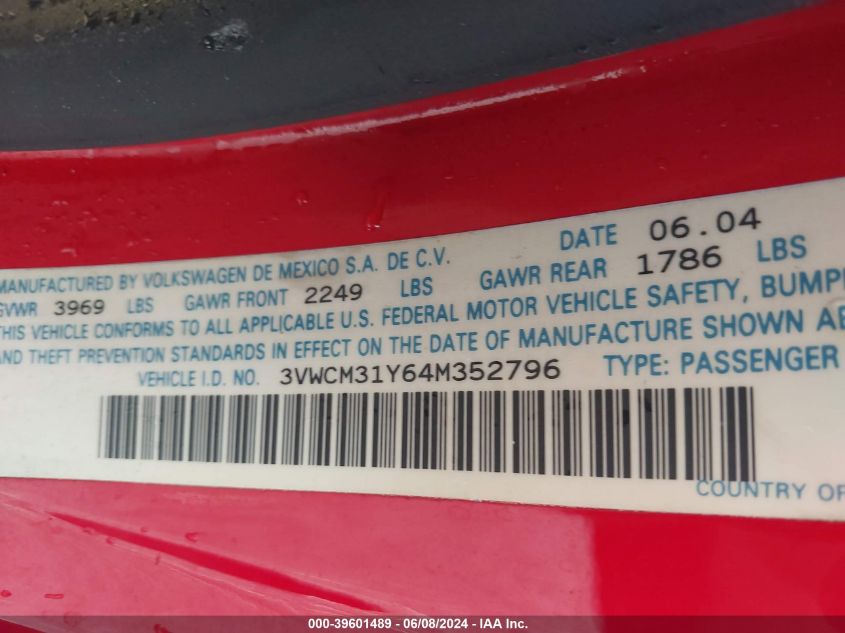 MANUFACTURED BY VOLKSWAGEN DE MEXICO S.A. DE C.V. DATE 06.04
GVWR 3969 LBS GAWR FRONT 2249 LBS GAWR REAR 1786 LBS
THIS VEHICLE CONFORMS TO ALL APPLICABLE U.S. FEDERAL MOTOR VEHICLE SAFETY,
AND THEFT PREVENTION STANDARDS IN EFFECT ON THE DATE OF MANUFACTURE SHOWN
VEHICLE I.D. NO. 3VWCM31Y64M352796 TYPE: PASSENGER
COUNTRY OF
000-39601489 - 06/08/2024 - IAA Inc.